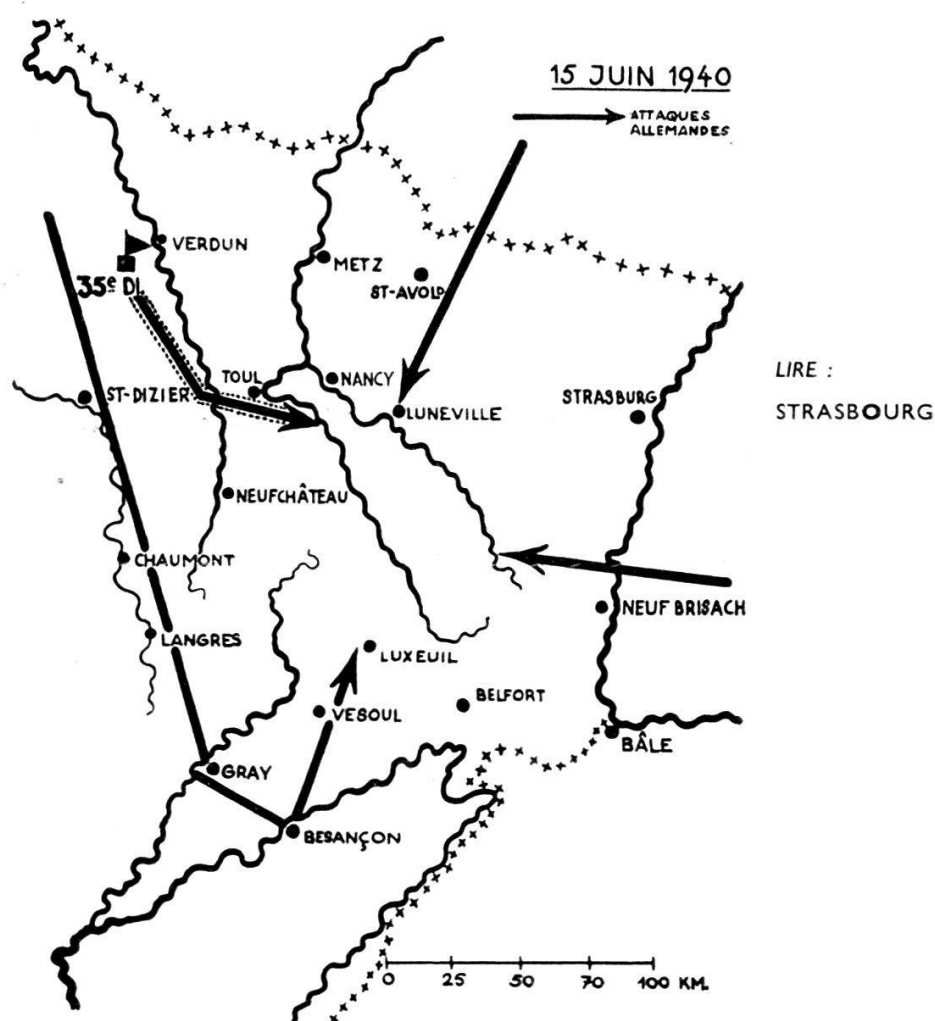 15 JUIN 1940
ATTAQUES
ALLEMANDES
VERDUN
METZ
35e DI
ST-AVOLD
TOUL
NANCY
LIRE :
ST-DIZIER
LUNEVILLE
STRASBURG
STRASBOURG
NEUFCHÂTEAU
CHAUMONT
NEUF BRISACH
LANGRES
LUXEUIL
BELFORT
VESOUL
BÂLE
GRAY
BESANÇON
0 25 50 70 100 KM.